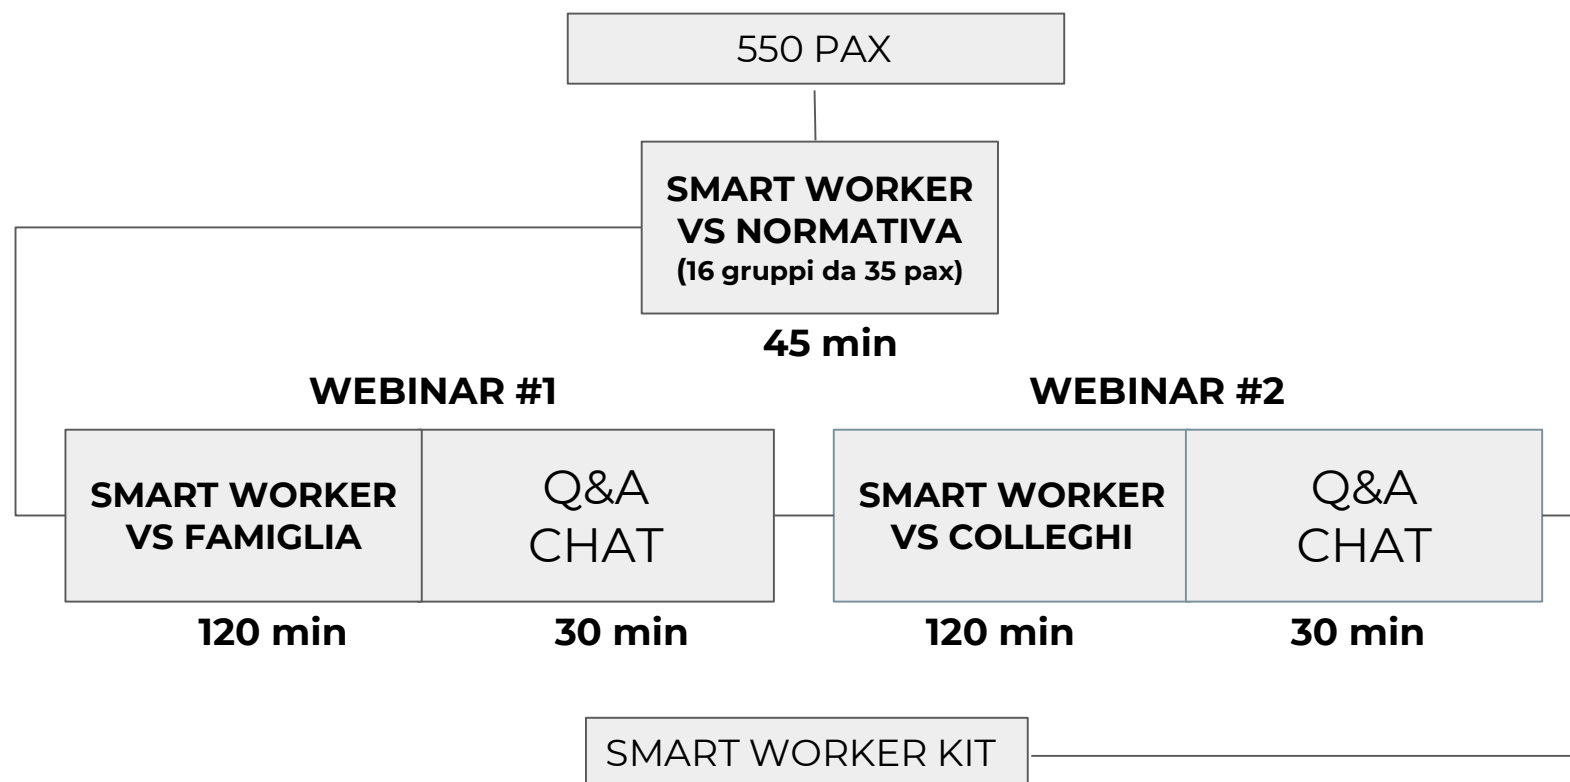 550 PAX
SMART WORKER
VS NORMATIVA
(16 gruppi da 35 pax)
45 min
WEBINAR #1
WEBINAR #2
SMART WORKER
VS FAMIGLIA
Q&A
CHAT
SMART WORKER
VS COLLEGHI
Q&A
CHAT
120 min
30 min
120 min
30 min
SMART WORKER KIT